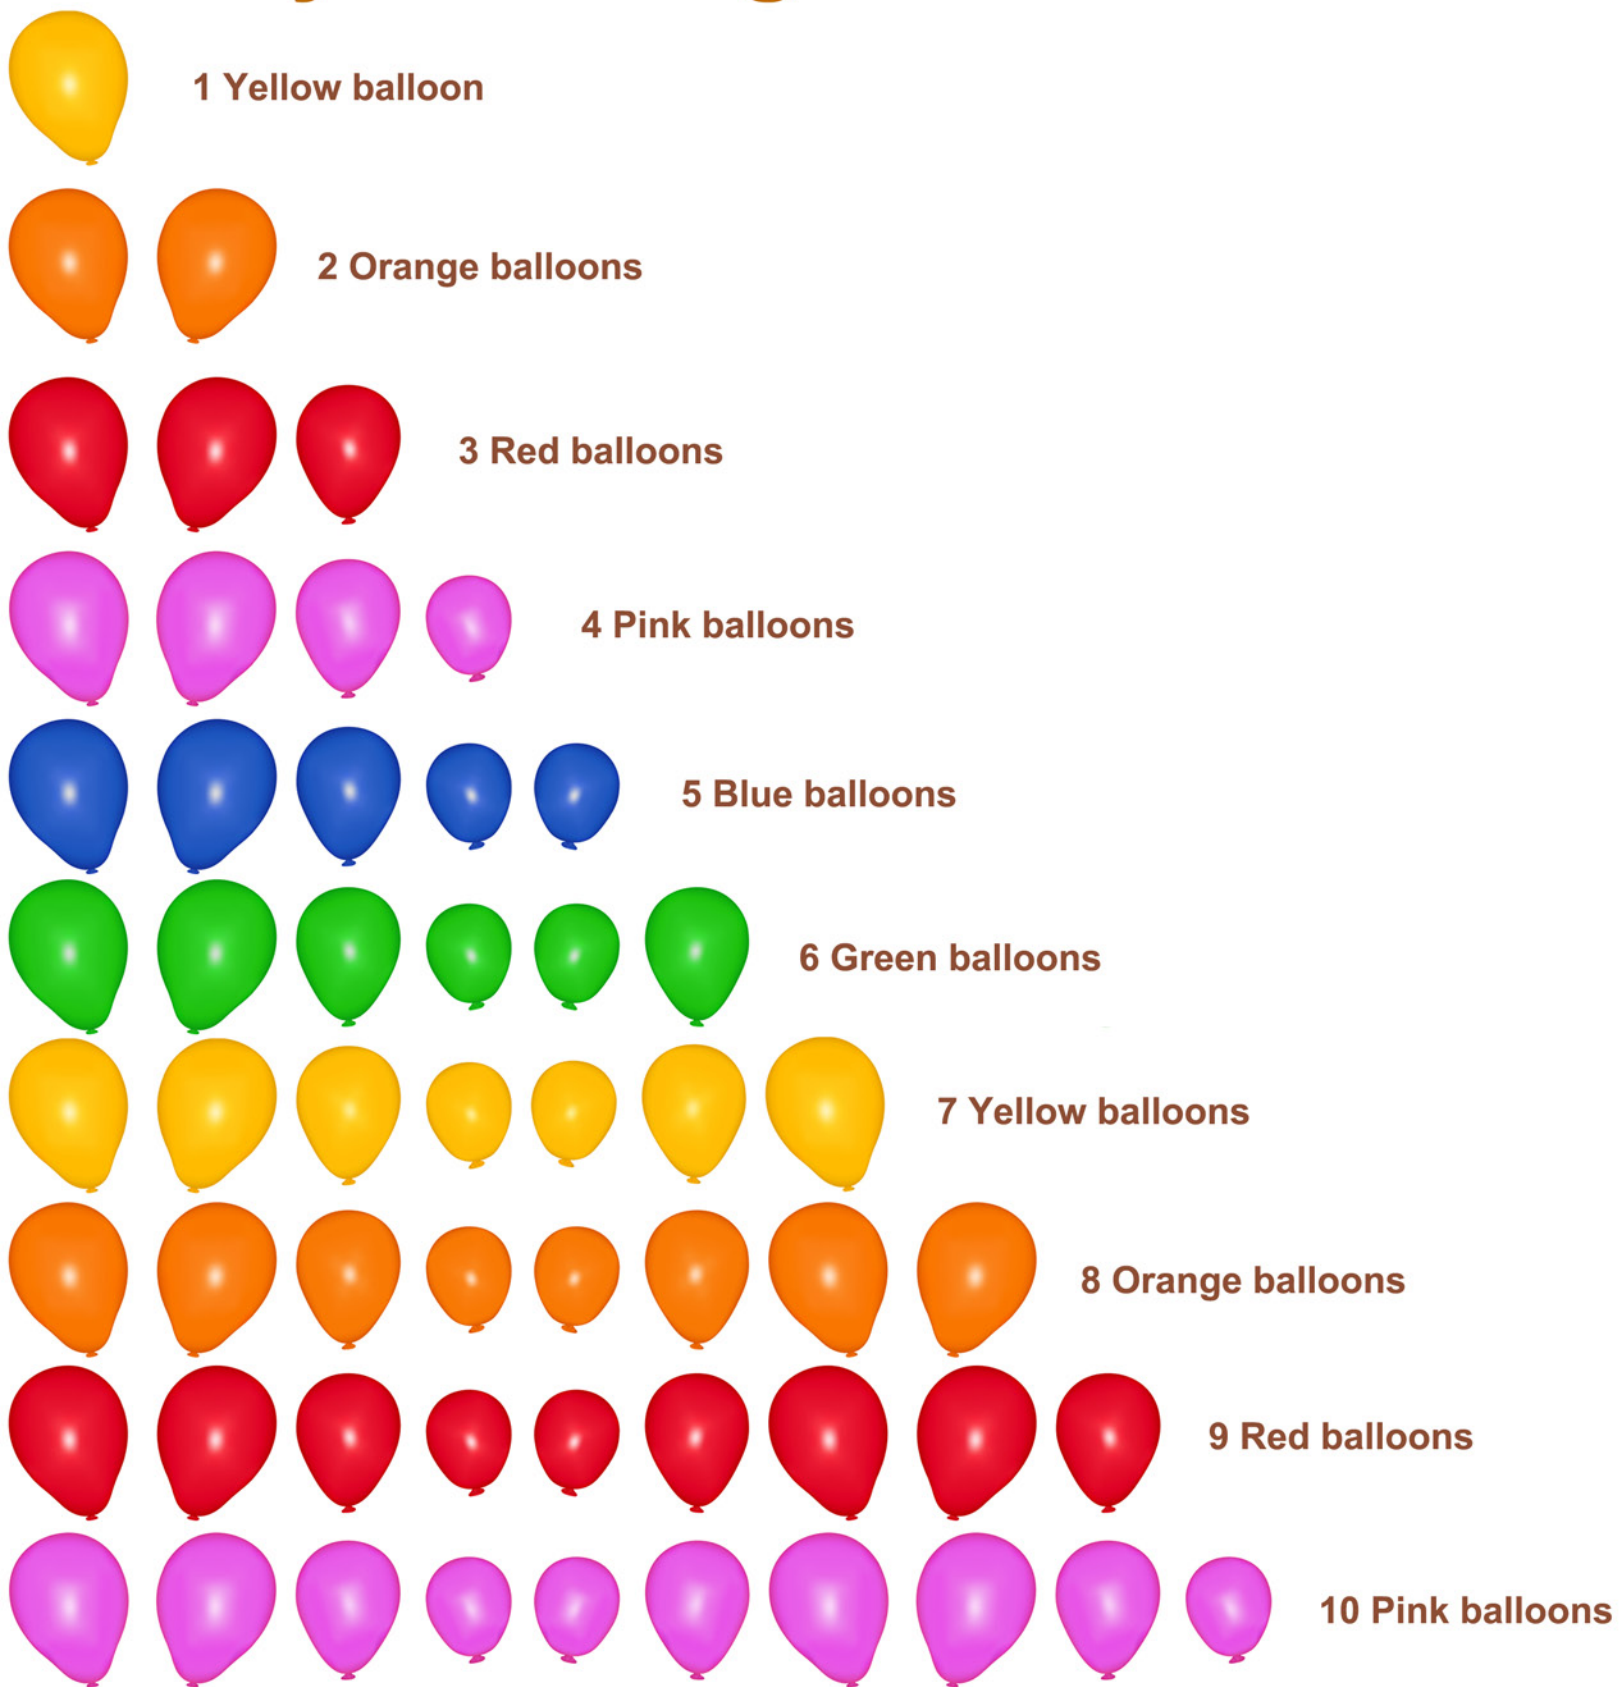 1 Yellow balloon
2 Orange balloons
3 Red balloons
4 Pink balloons
5 Blue balloons
6 Green balloons
7 Yellow balloons
8 Orange balloons
9 Red balloons
10 Pink balloons